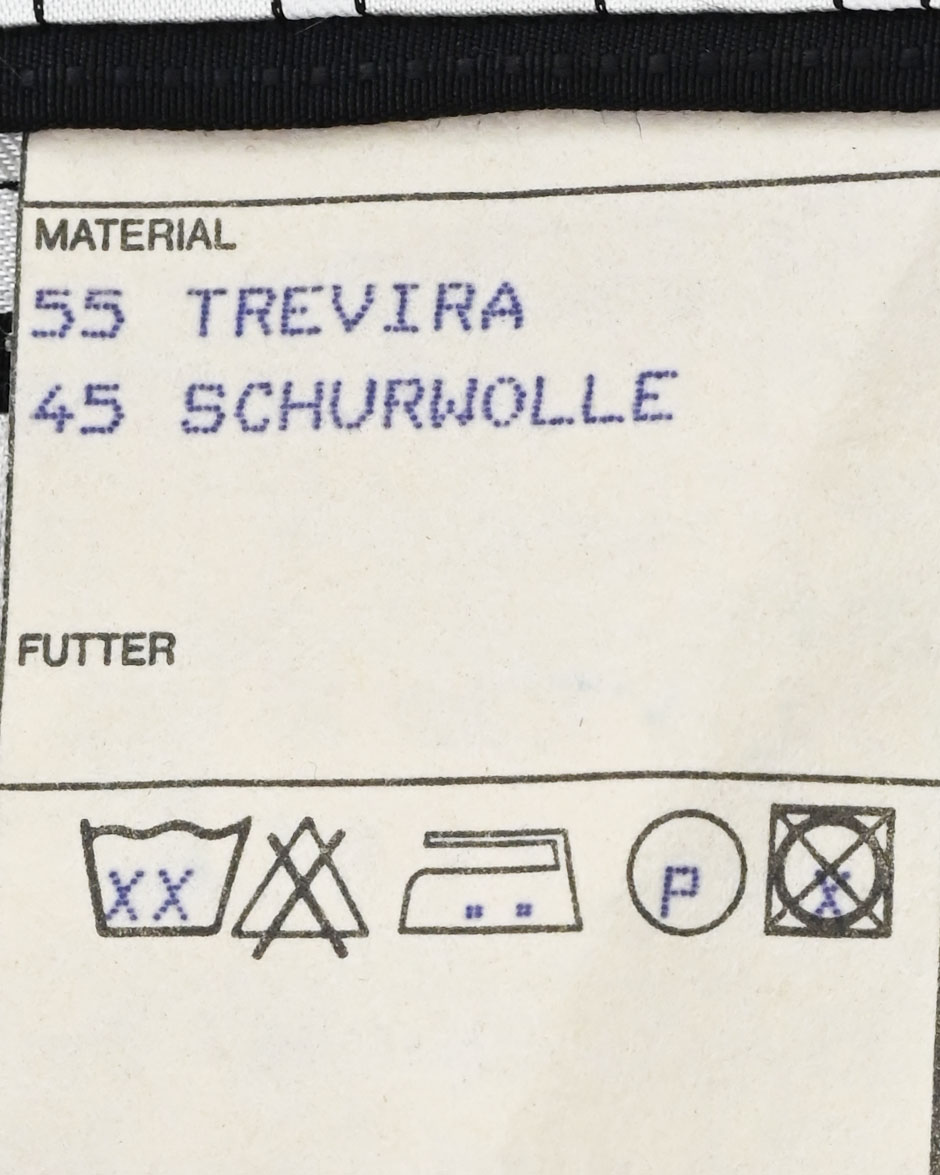 MATERIAL
55 TREVIRA
45 SCHURWOLLE
FUTTER
XX P X